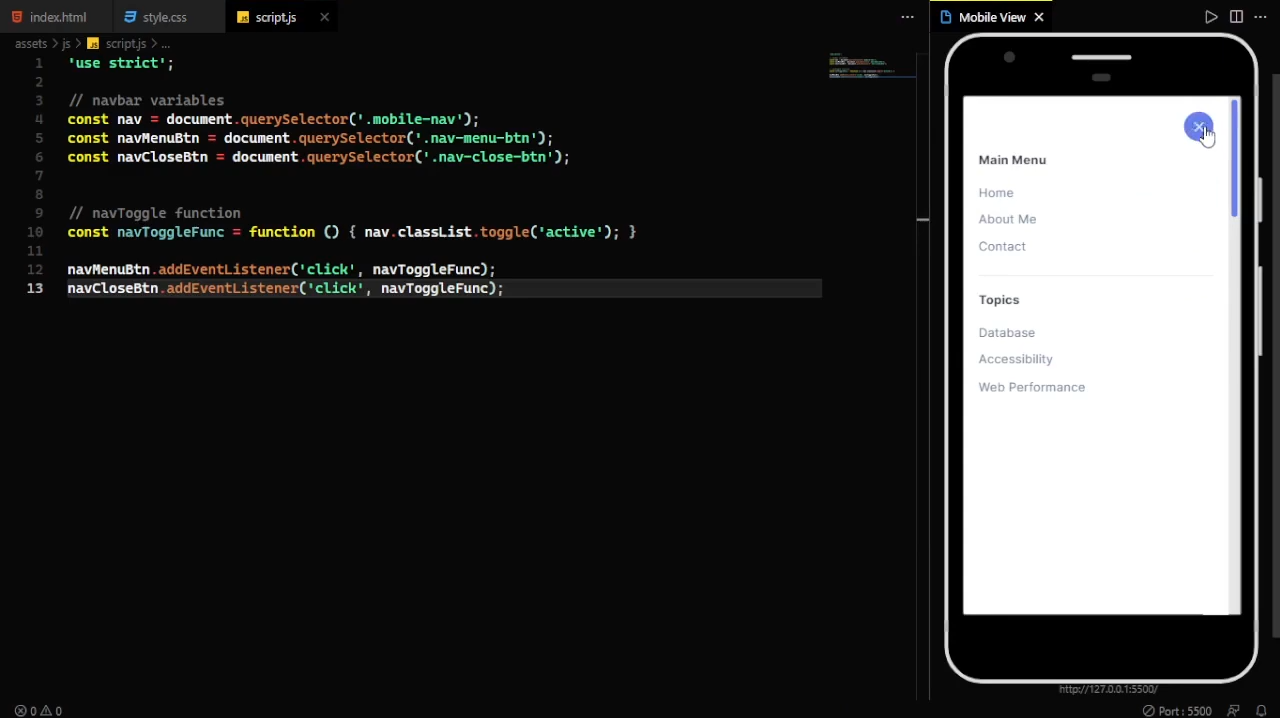 index.html
style.css
script.js
Mobile View
assets > js > script.js > ...
1 'use strict';
2
3 // navbar variables
4 const nav = document.querySelector('.mobile-nav');
5 const navMenuBtn = document.querySelector('.nav-menu-btn');
6 const navCloseBtn = document.querySelector('.nav-close-btn');
7
8
9 // navToggle function
10 const navToggleFunc = function () { nav.classList.toggle('active'); }
11
12 navMenuBtn.addEventListener('click', navToggleFunc);
13 navCloseBtn.addEventListener('click', navToggleFunc);
Main Menu
Home
About Me
Contact
Topics
Database
Accessibility
Web Performance
http://127.0.0.1:5500/
0 0
Port : 5500